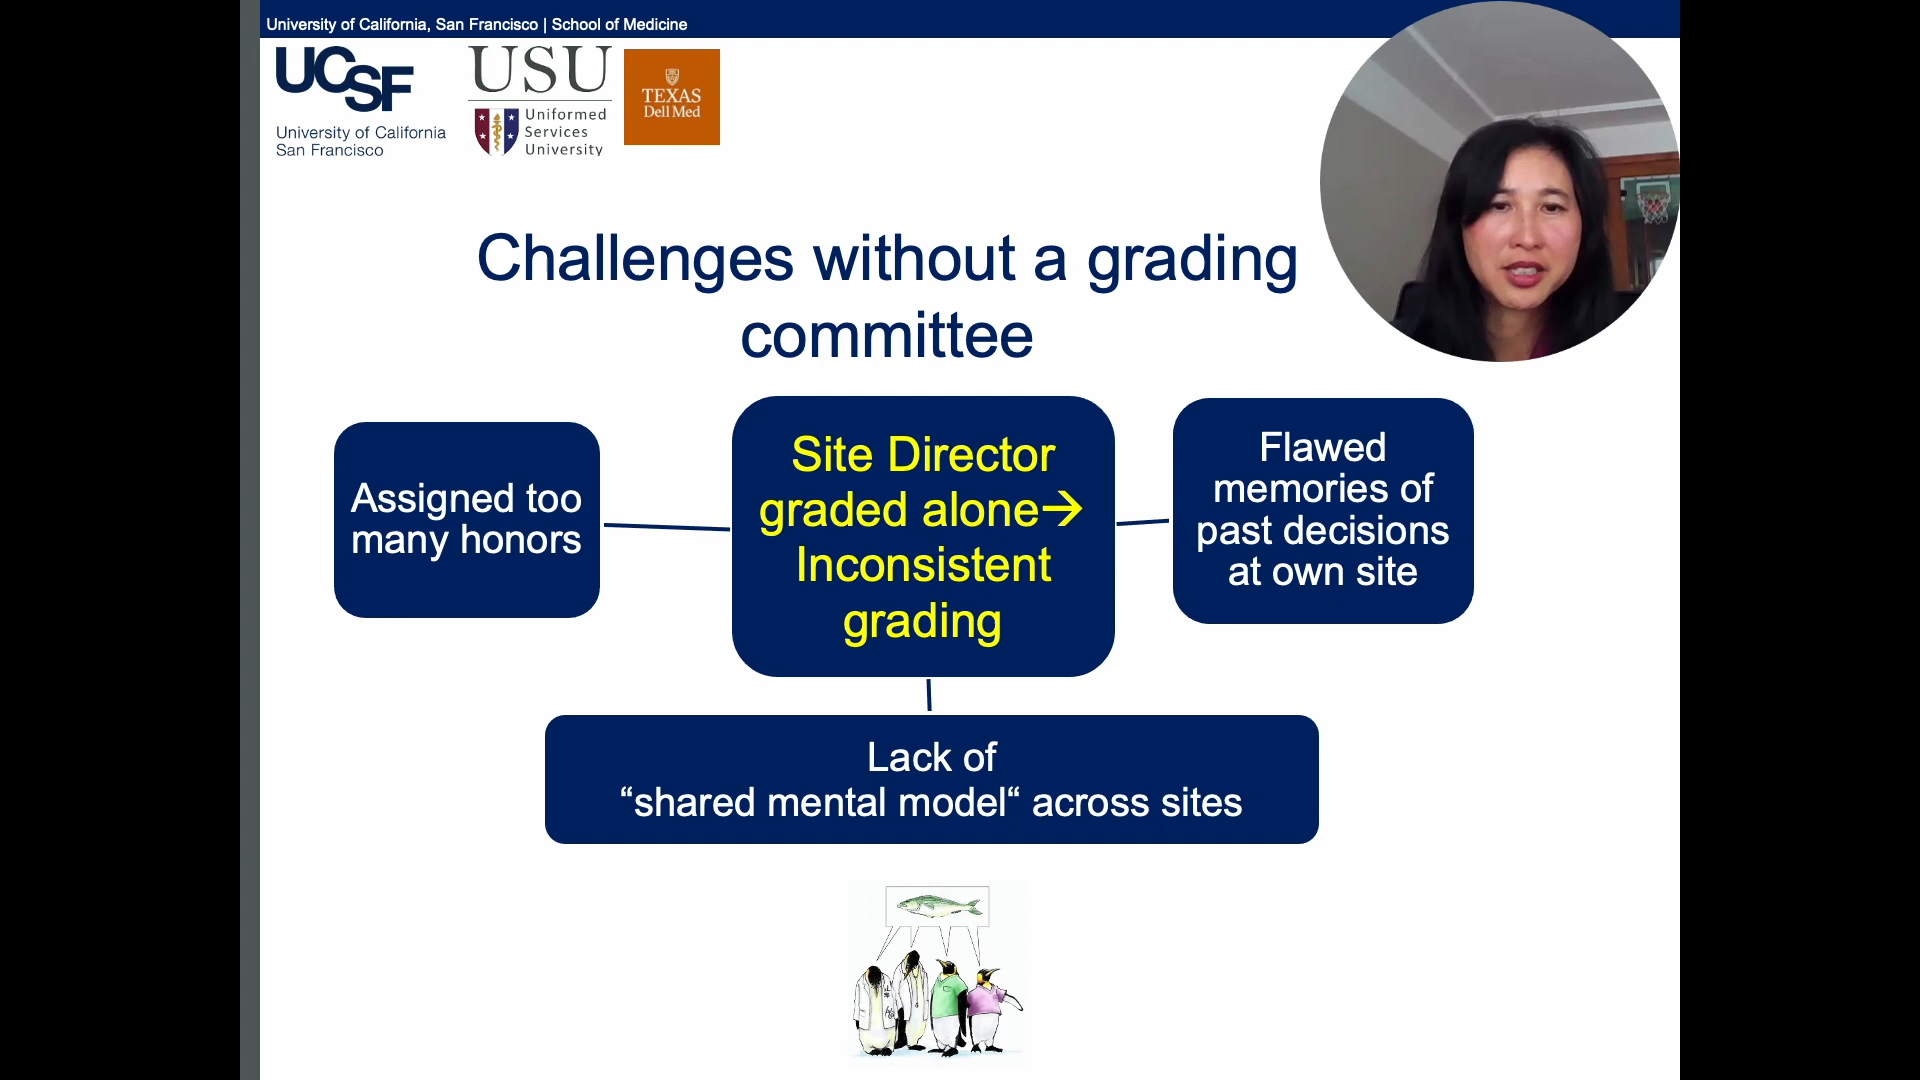 University of California, San Francisco | School of Medicine
UCSF
University of California
San Francisco
USU
Uniformed
Services
University
TEXAS
Dell Med
Challenges without a grading
committee
Assigned too
many honors
Site Director
graded alone→
Inconsistent
grading
Flawed
memories of
past decisions
at own site
Lack of
“shared mental model“ across sites